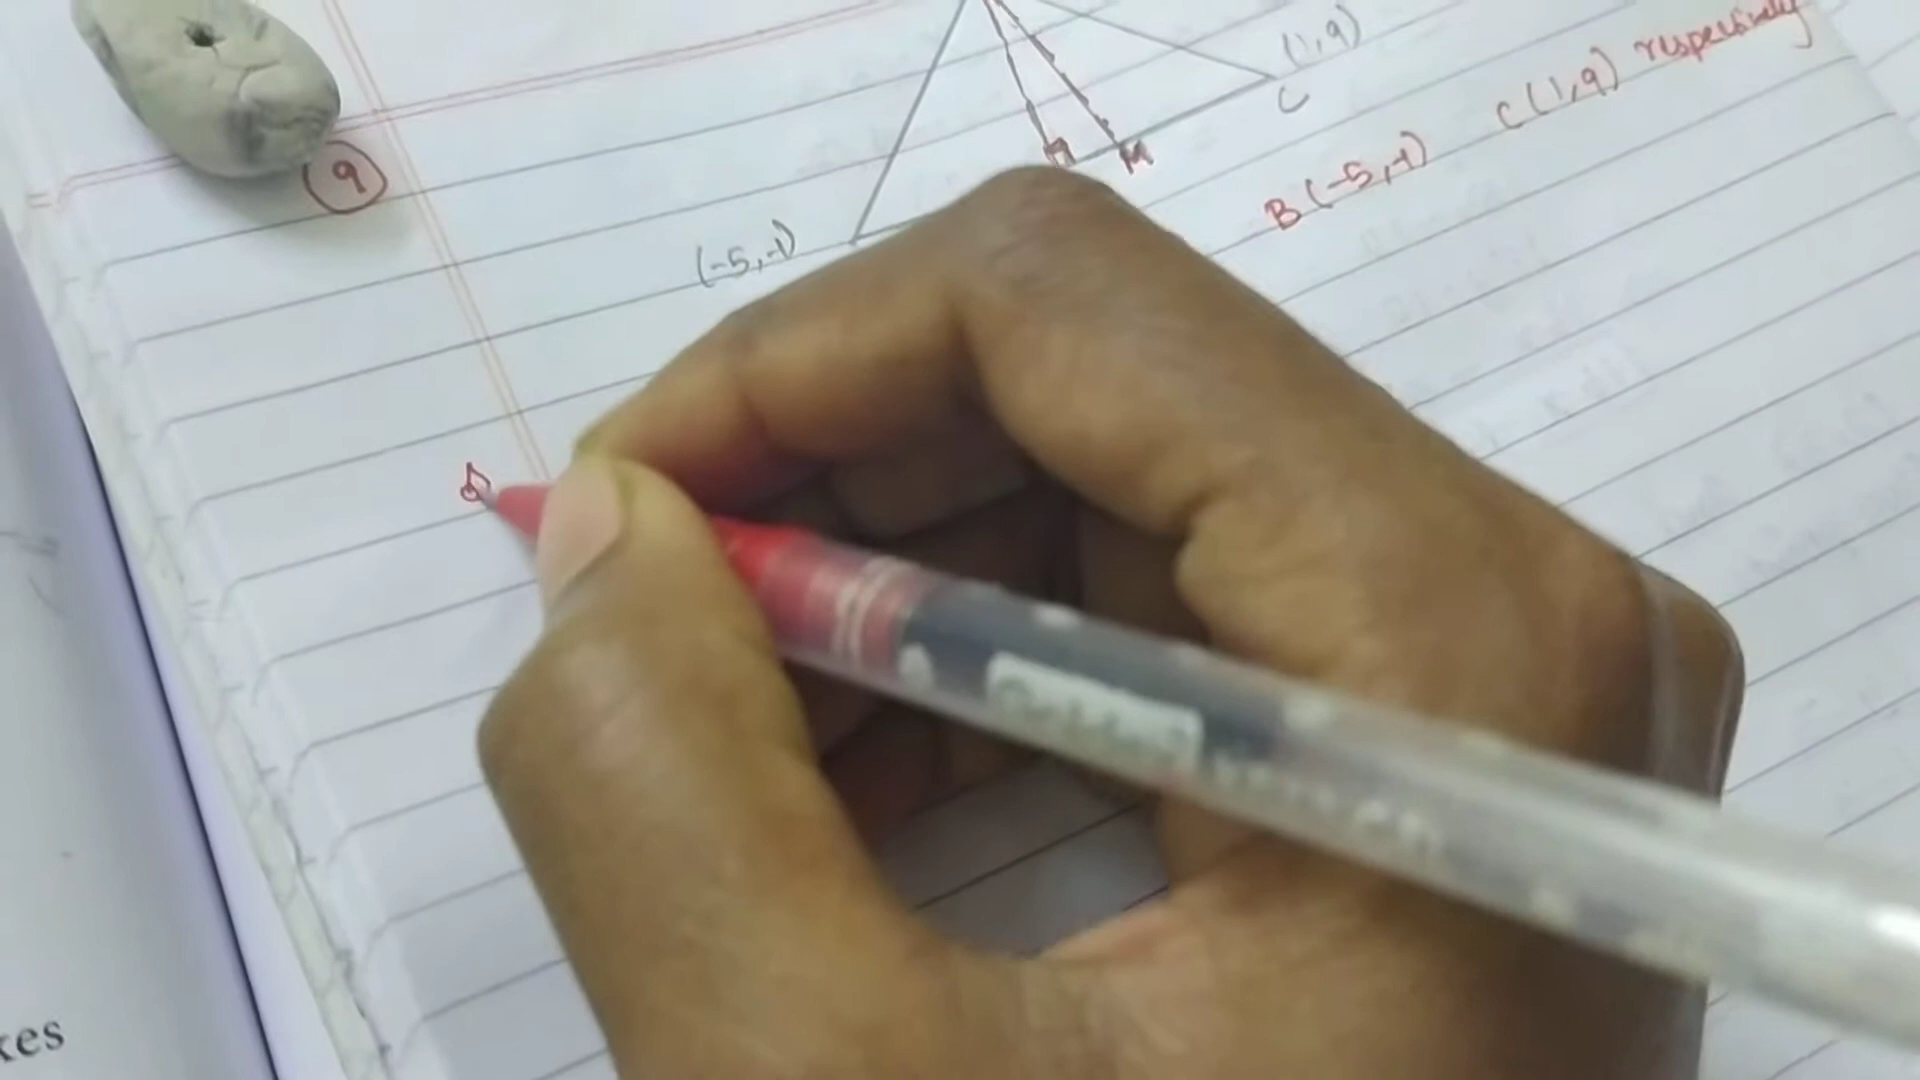 (1,9)
C
C(1,9) respectively
B(-5,-1)
M
9
(-5,-1)
kes